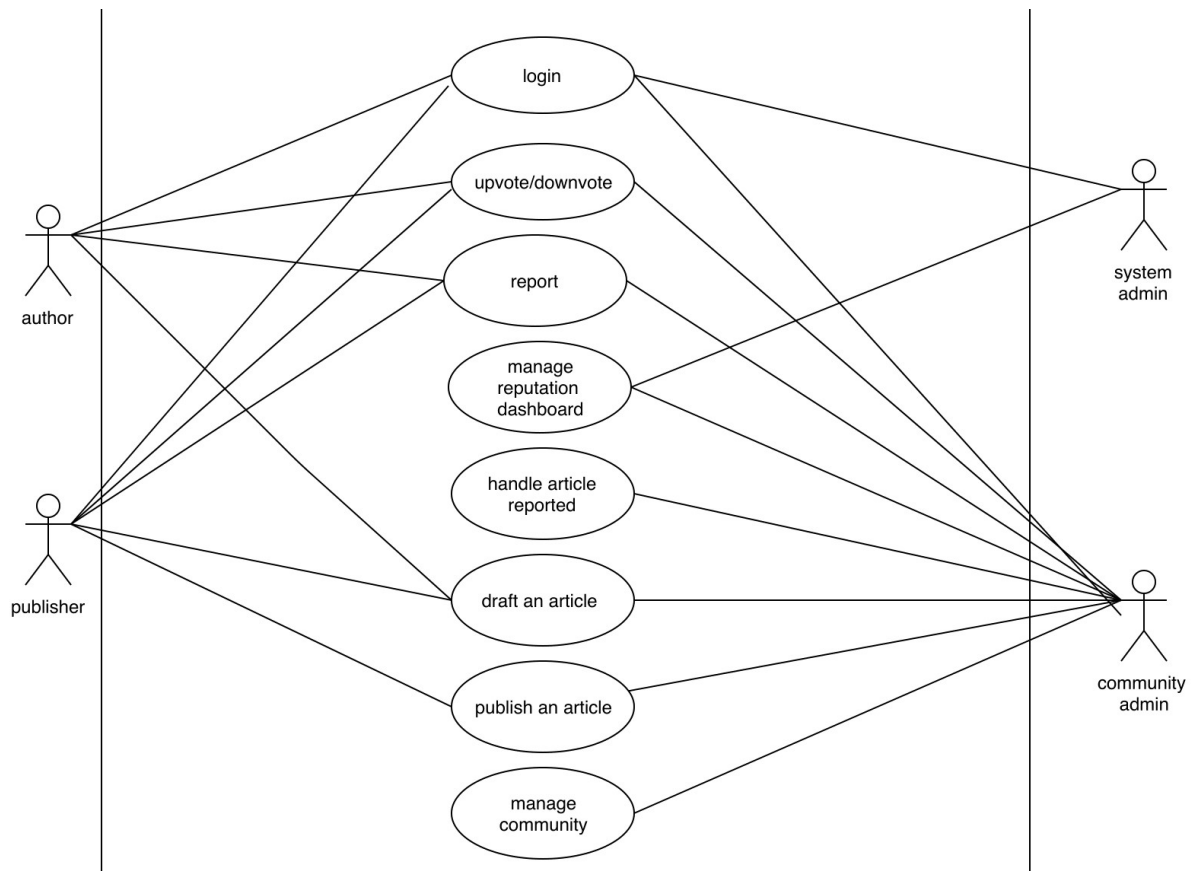 login
upvote/downvote
report
manage
reputation
dashboard
handle article
reported
draft an article
publish an article
manage
community
author
publisher
system
admin
community
admin